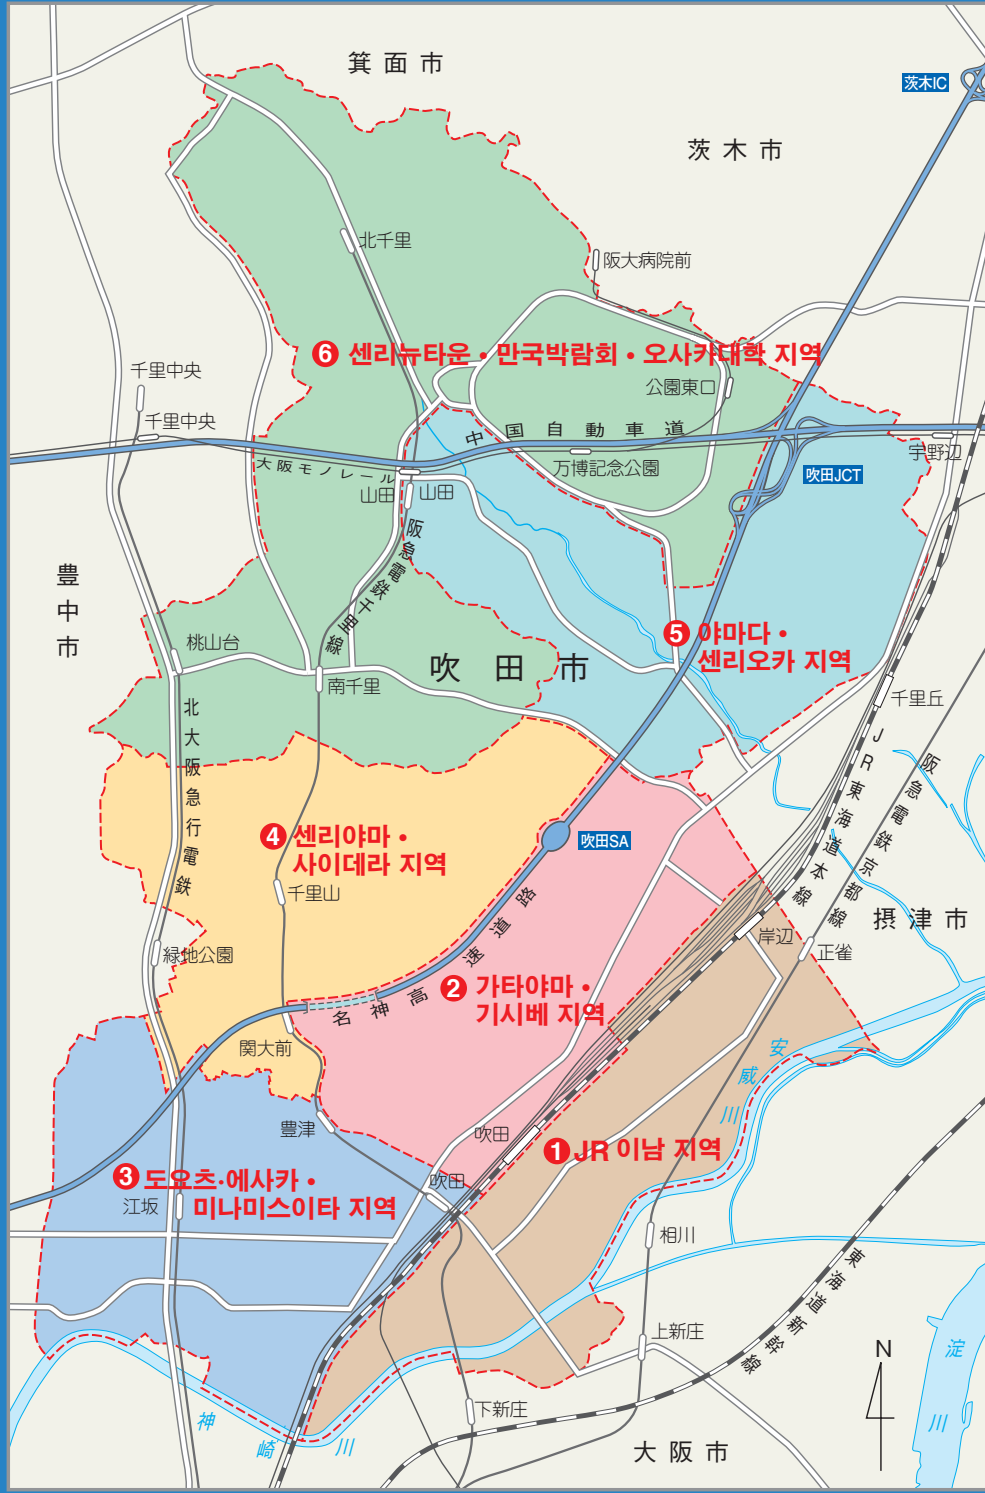 箕面市
茨木IC
茨木市
北千里
阪大病院前
❻ 센리뉴타운 • 만국박람회 • 오사카대학 지역
千里中央
公園東口
千里中央
中国自動車道
宇野辺
大阪モノレール
万博記念公園
吹田JCT
山田
山田
阪急電鉄千里線
豊中市
❺ 야마다 •
센리오카 지역
桃山台
吹田市
南千里
千里丘
北大阪急行電鉄
JR東海道本線
阪急電鉄京都線
❹ 센리야마 •
사이데라 지역
吹田SA
千里山
摂津市
岸辺
正雀
緑地公園
名神高速道路
❷ 가타야마 •
기시베 지역
関大前
安威川
豊津
吹田
❶ JR 이남 지역
❸ 도요츠·에사카 •
미나미스이타 지역
吹田
江坂
相川
東海道新幹線
上新庄
N
淀川
下新庄
神崎川
大阪市